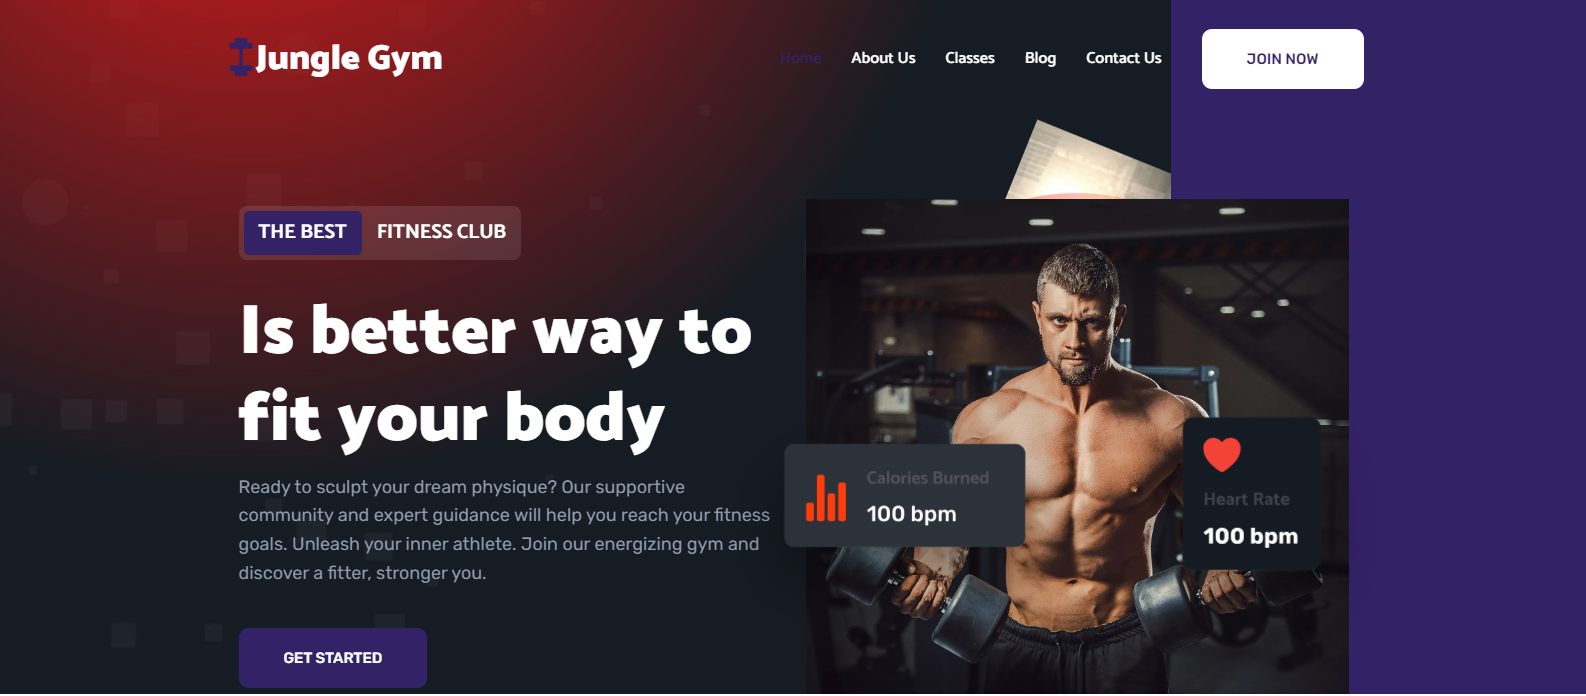 Jungle Gym
Home About Us Classes Blog Contact Us JOIN NOW
THE BEST FITNESS CLUB
Is better way to
fit your body
Ready to sculpt your dream physique? Our supportive
community and expert guidance will help you reach your fitness
goals. Unleash your inner athlete. Join our energizing gym and
discover a fitter, stronger you.
GET STARTED
Calories Burned
100 bpm
Heart Rate
100 bpm